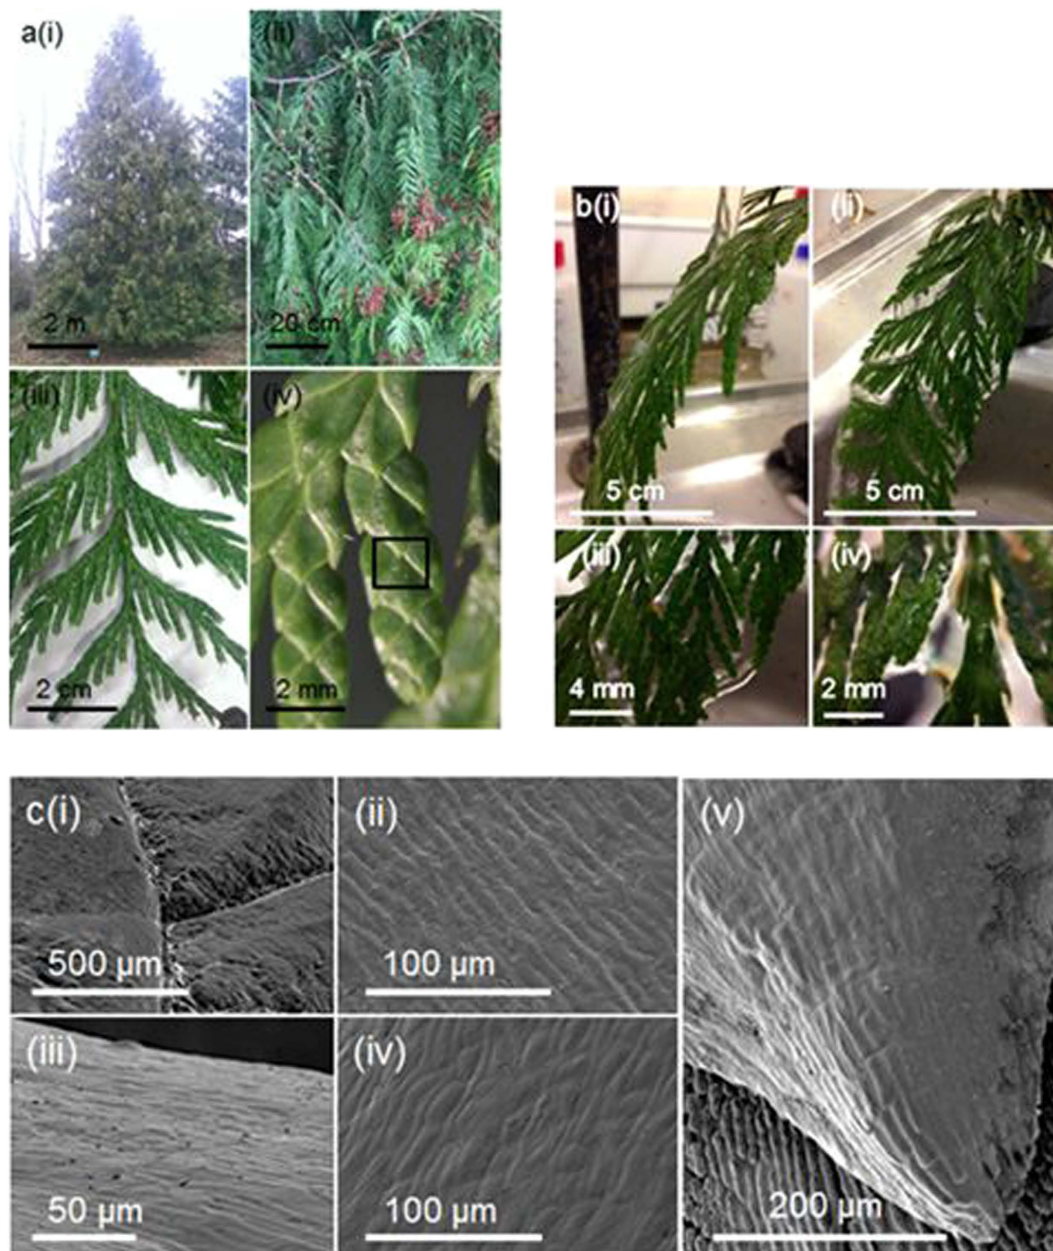 a(i)
(ii)
2 m
20 cm
(iii)
(iv)
2 cm
2 mm
b(i)
(ii)
5 cm
5 cm
(iii)
(iv)
4 mm
2 mm
c(i)
(ii)
(v)
500 µm
100 µm
(iii)
(iv)
50 µm
100 µm
200 µm